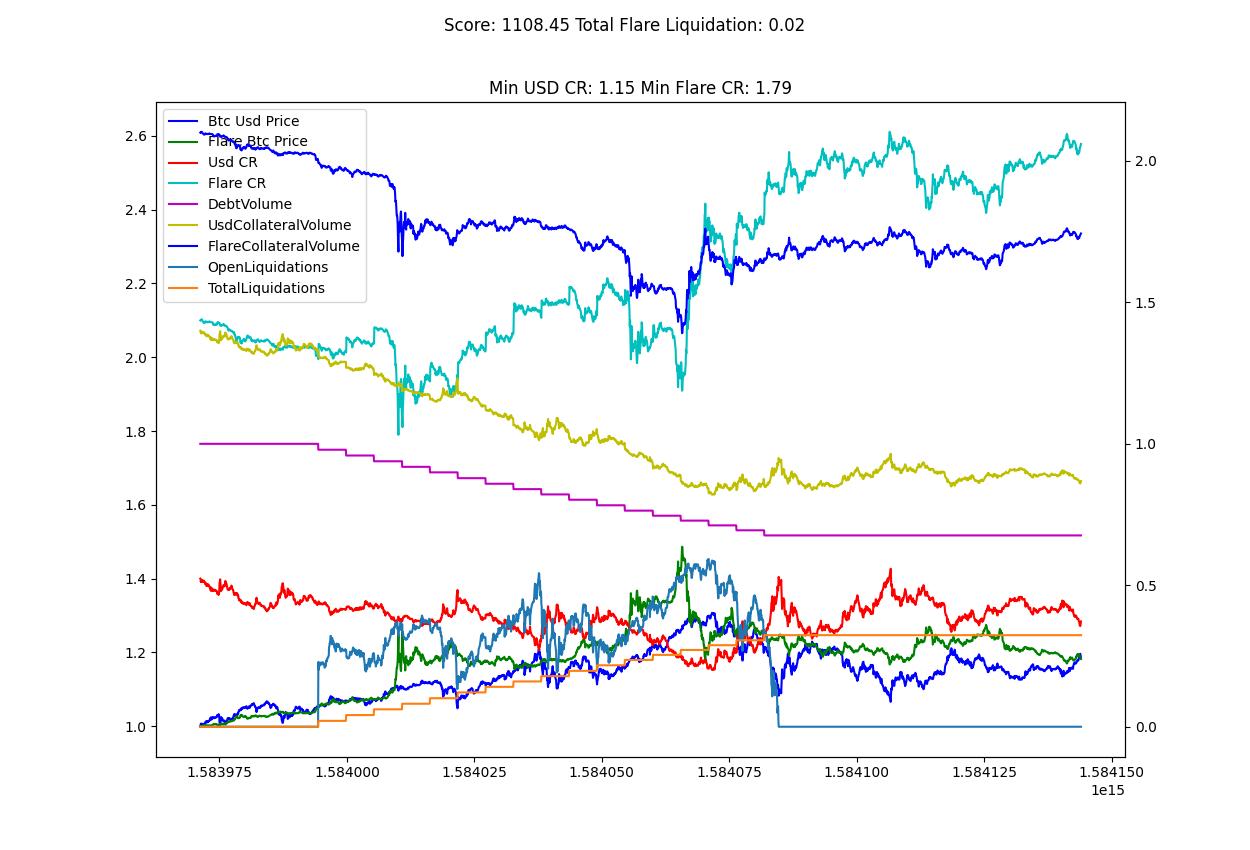 Score: 1108.45 Total Flare Liquidation: 0.02
Min USD CR: 1.15 Min Flare CR: 1.79
Btc Usd Price
Flare Btc Price
Usd CR
Flare CR
DebtVolume
UsdCollateralVolume
FlareCollateralVolume
OpenLiquidations
TotalLiquidations
2.6
2.4
2.2
2.0
1.8
1.6
1.4
1.2
1.0
2.0
1.5
1.0
0.5
0.0
1.583975 1.584000 1.584025 1.584050 1.584075 1.584100 1.584125 1.584150
1e15